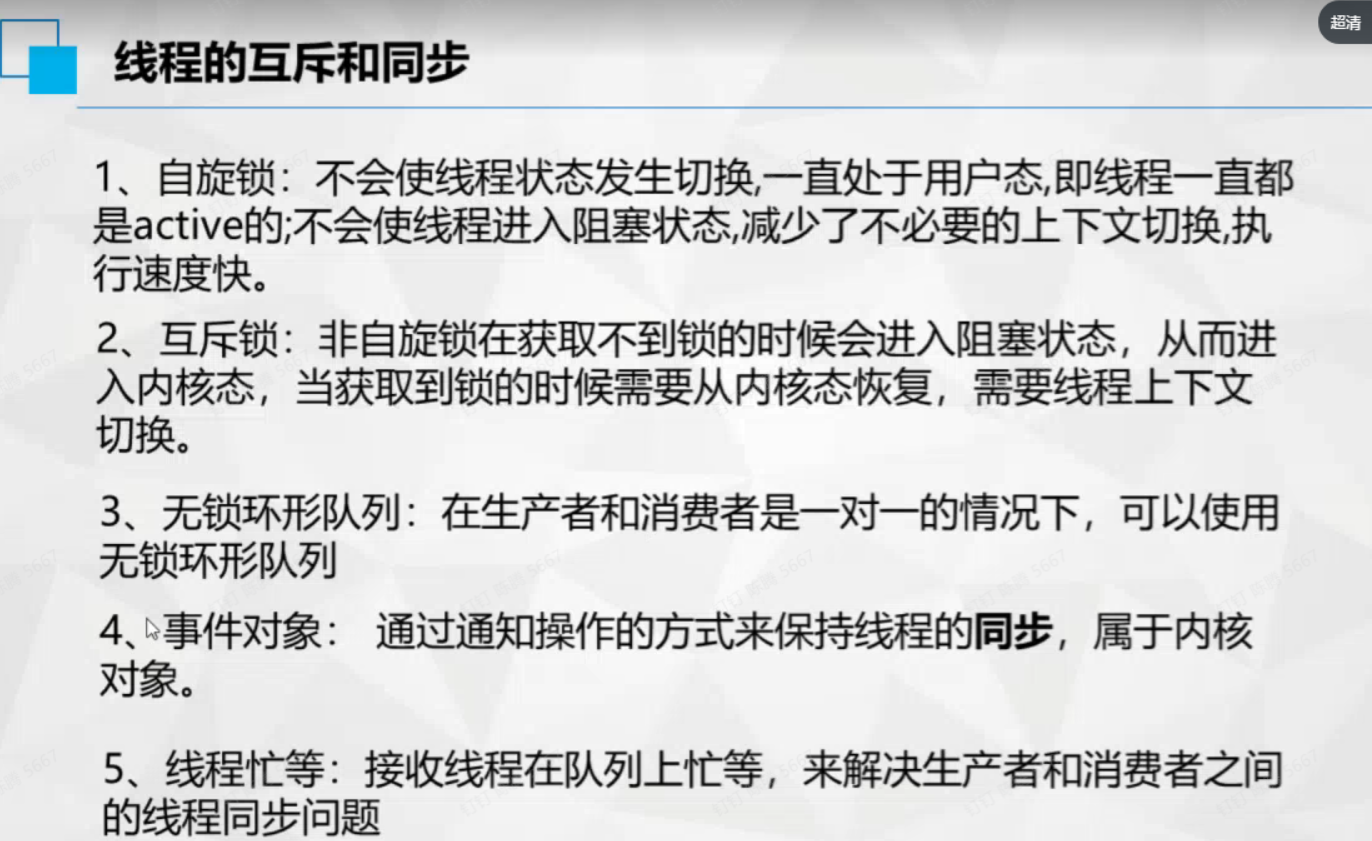 超清
线程的互斥和同步
1、自旋锁：不会使线程状态发生切换,一直处于用户态,即线程一直都
是active的;不会使线程进入阻塞状态,减少了不必要的上下文切换,执
行速度快。
2、互斥锁：非自旋锁在获取不到锁的时候会进入阻塞状态，从而进
入内核态，当获取到锁的时候需要从内核态恢复，需要线程上下文
切换。
3、无锁环形队列：在生产者和消费者是一对一的情况下，可以使用
无锁环形队列
4、事件对象： 通过通知操作的方式来保持线程的同步，属于内核
对象。
5、线程忙等：接收线程在队列上忙等，来解决生产者和消费者之间
的线程同步问题